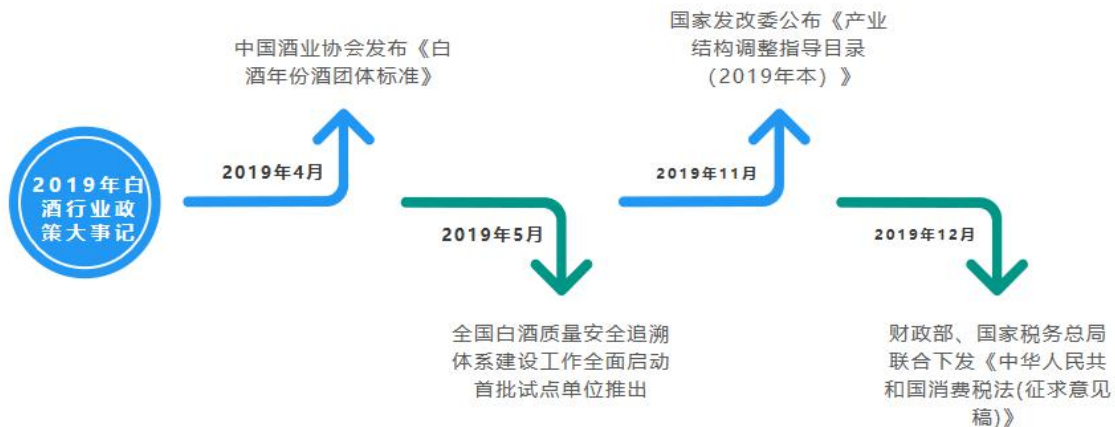 2019年白
酒行业政
策大事记
2019年4月
中国酒业协会发布《白
酒年份酒团体标准》
2019年5月
全国白酒质量安全追溯
体系建设工作全面启动
首批试点单位推出
2019年11月
国家发改委公布《产业
结构调整指导目录
（2019年本）》
2019年12月
财政部、国家税务总局
联合下发《中华人民共
和国消费税法(征求意见
稿)》